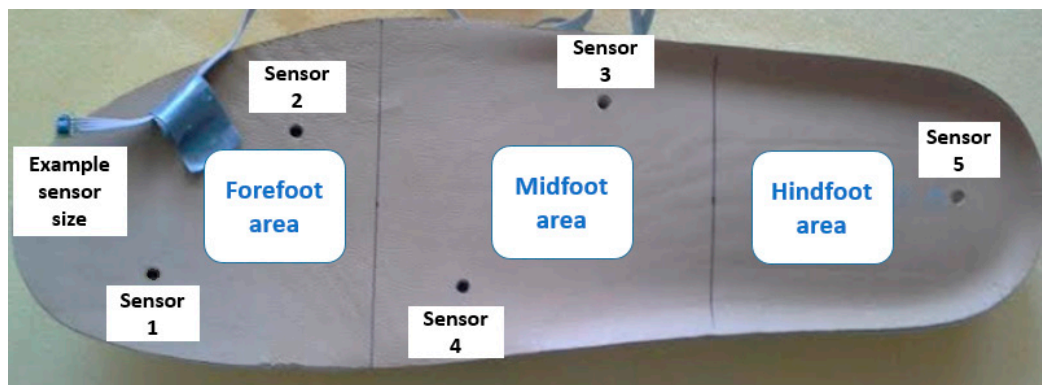 Sensor
2
Sensor
3
Example
sensor
size
Forefoot
area
Midfoot
area
Hindfoot
area
Sensor
5
Sensor
1
Sensor
4